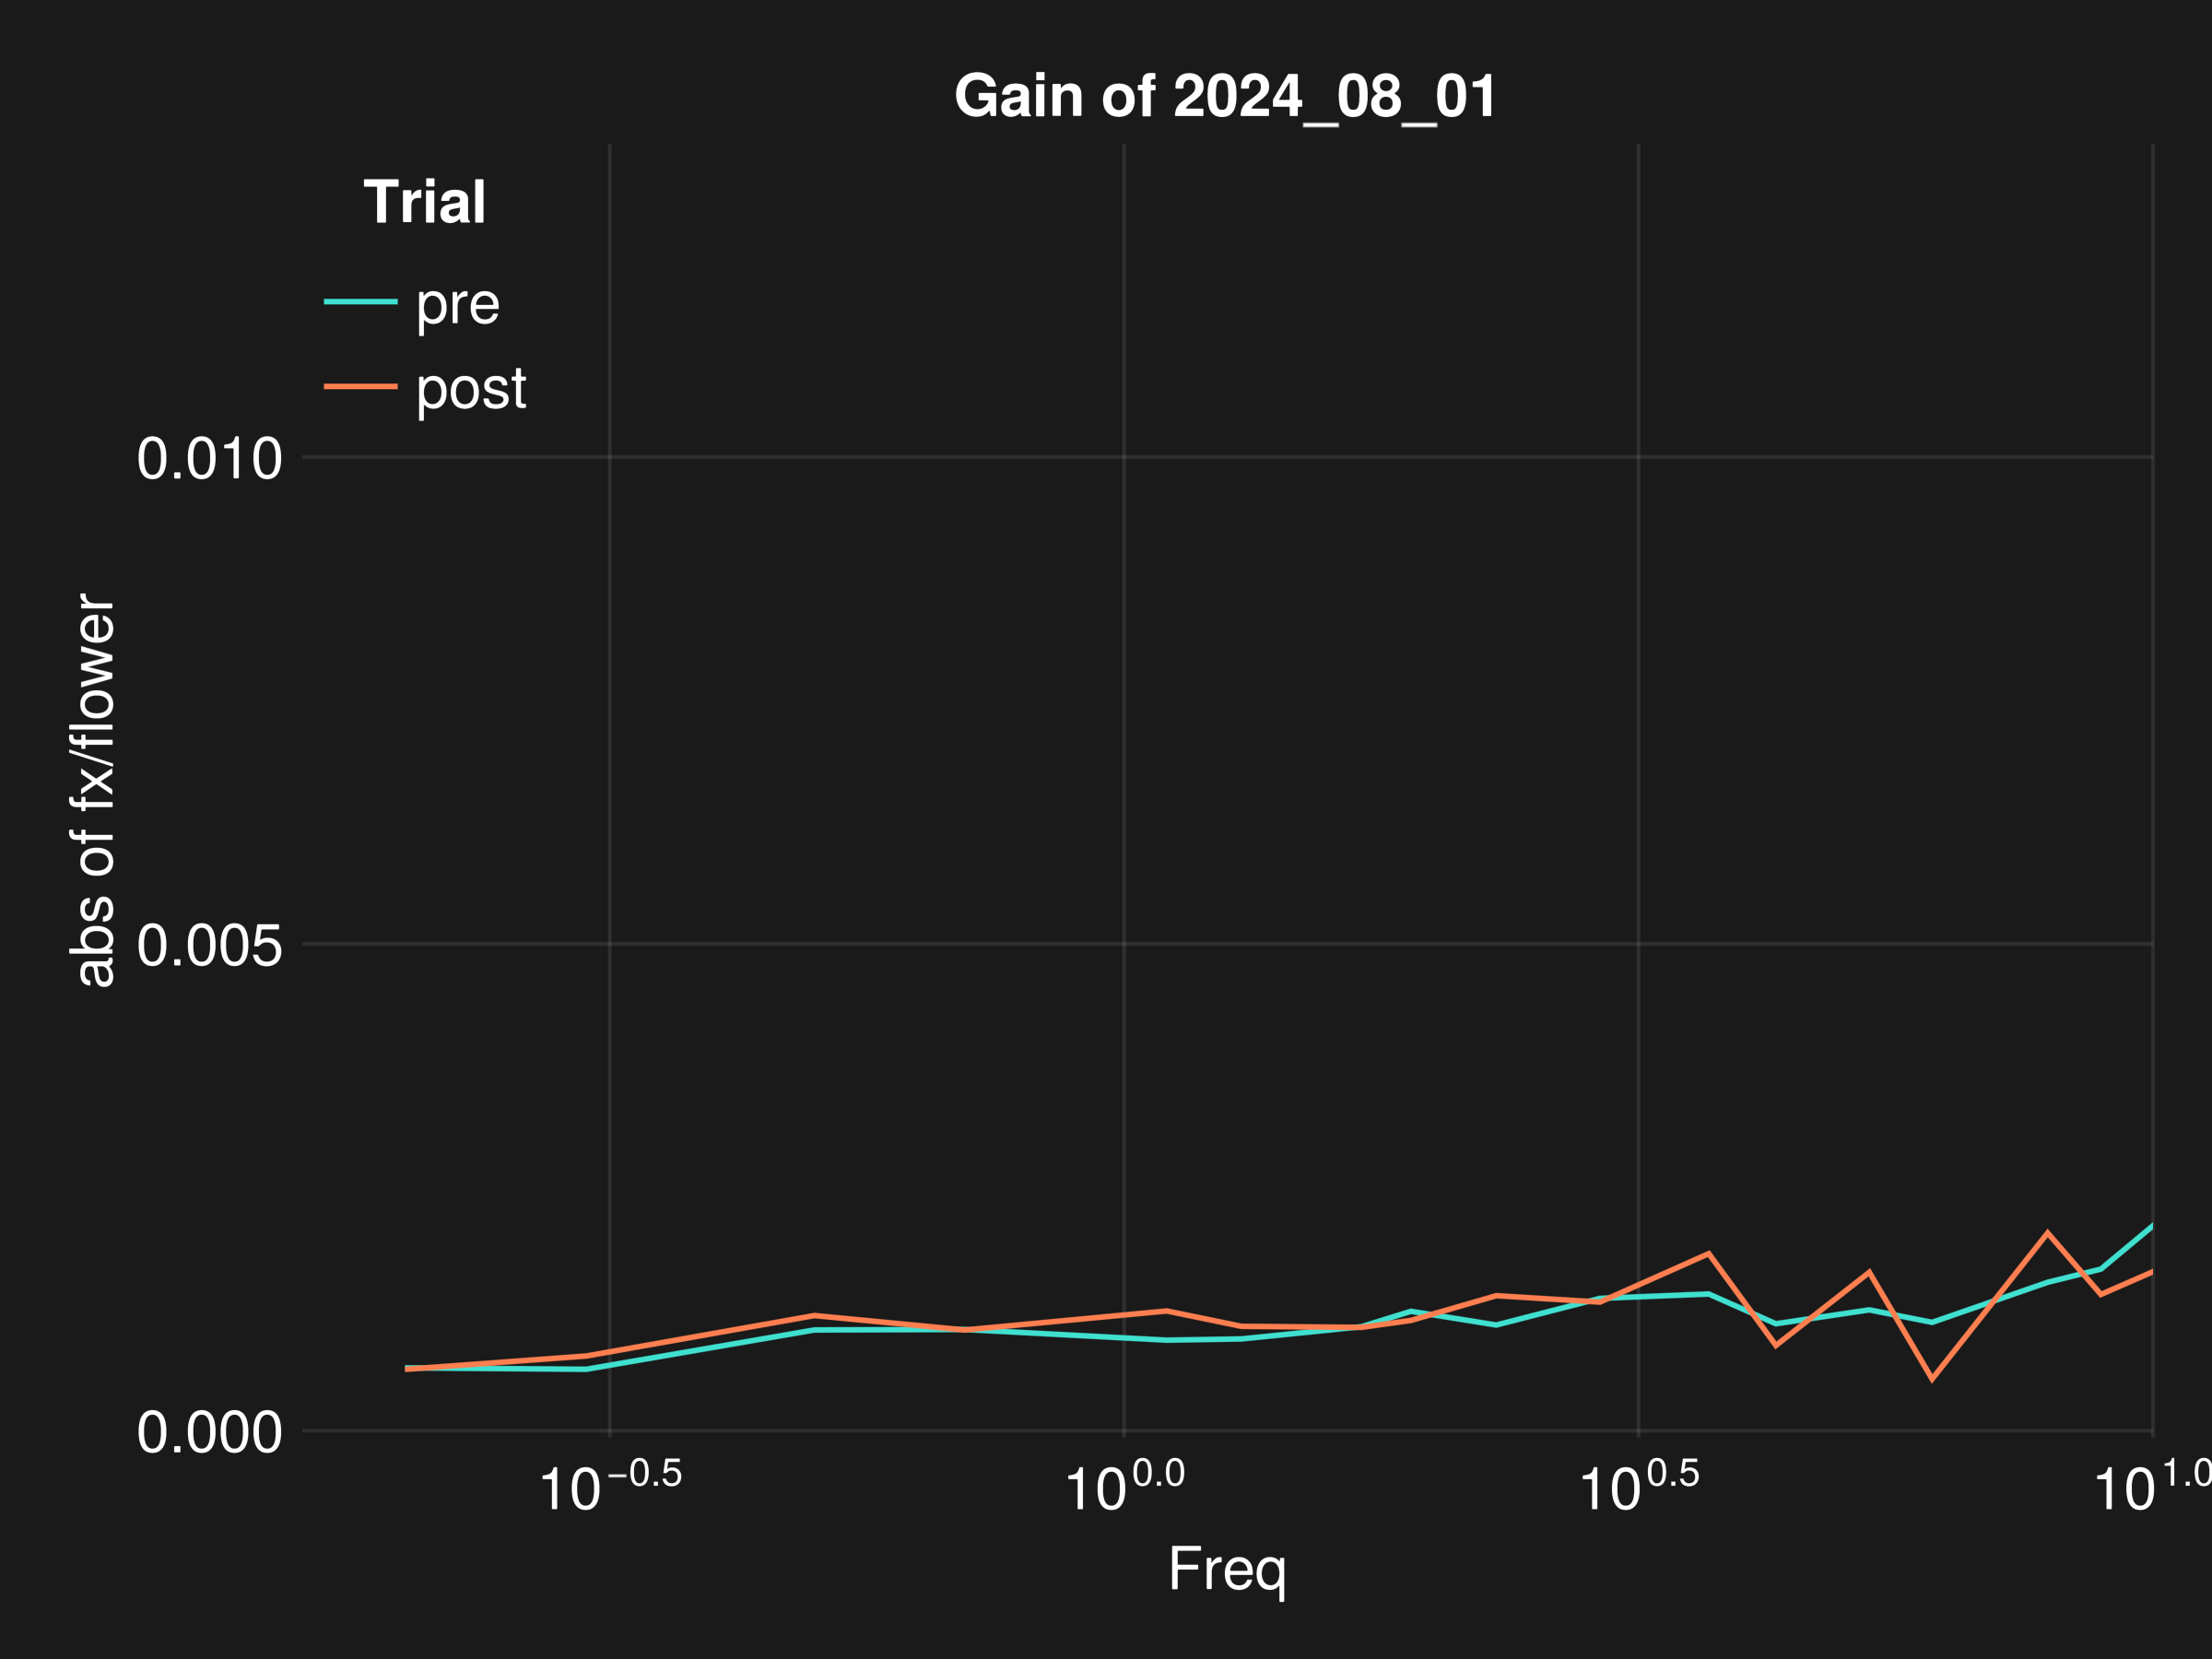 Gain of 2024_08_01
Trial
pre
post
0.010
0.005
0.000
abs of fx/flower
10^−0.5
10^0.0
10^0.5
10^1.0
Freq